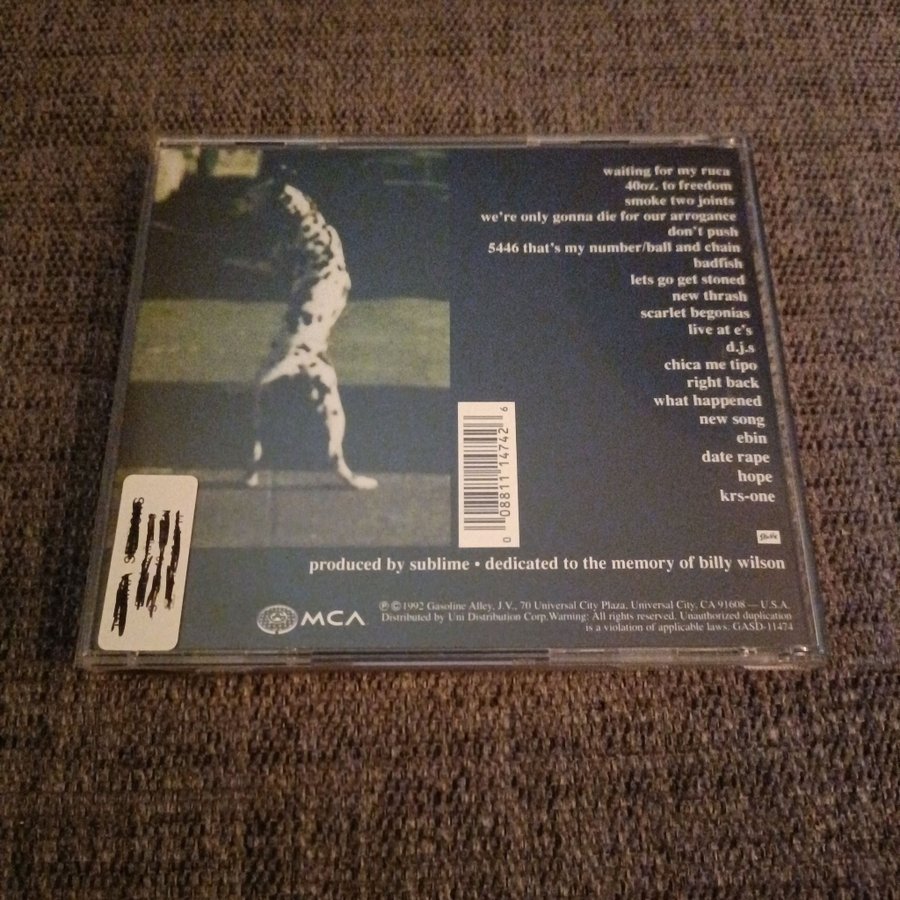 waiting for my ruca
40oz. to freedom
smoke two joints
we're only gonna die for our arrogance
don't push
5446 that's my number/ball and chain
badfish
lets go get stoned
new thrash
scarlet begonias
live at e's
d.j.s
chica me tipo
right back
what happened
new song
ebin
date rape
hope
krs-one
0 08811 14742 6
produced by sublime • dedicated to the memory of billy wilson
MCA
℗ © 1992 Gasoline Alley, J.V., 70 Universal City Plaza, Universal City, CA 91608 — U.S.A.
Distributed by Uni Distribution Corp.Warning: All rights reserved. Unauthorized duplication
is a violation of applicable laws. GASD-11474